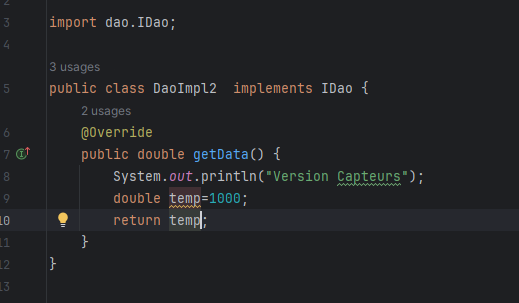 2
3 import dao.IDao;
4
3 usages
5 public class DaoImpl2  implements IDao {
2 usages
6 @Override
7 public double getData() {
8 System.out.println("Version Capteurs");
9 double temp=1000;
10 return temp;
11 }
12 }
13